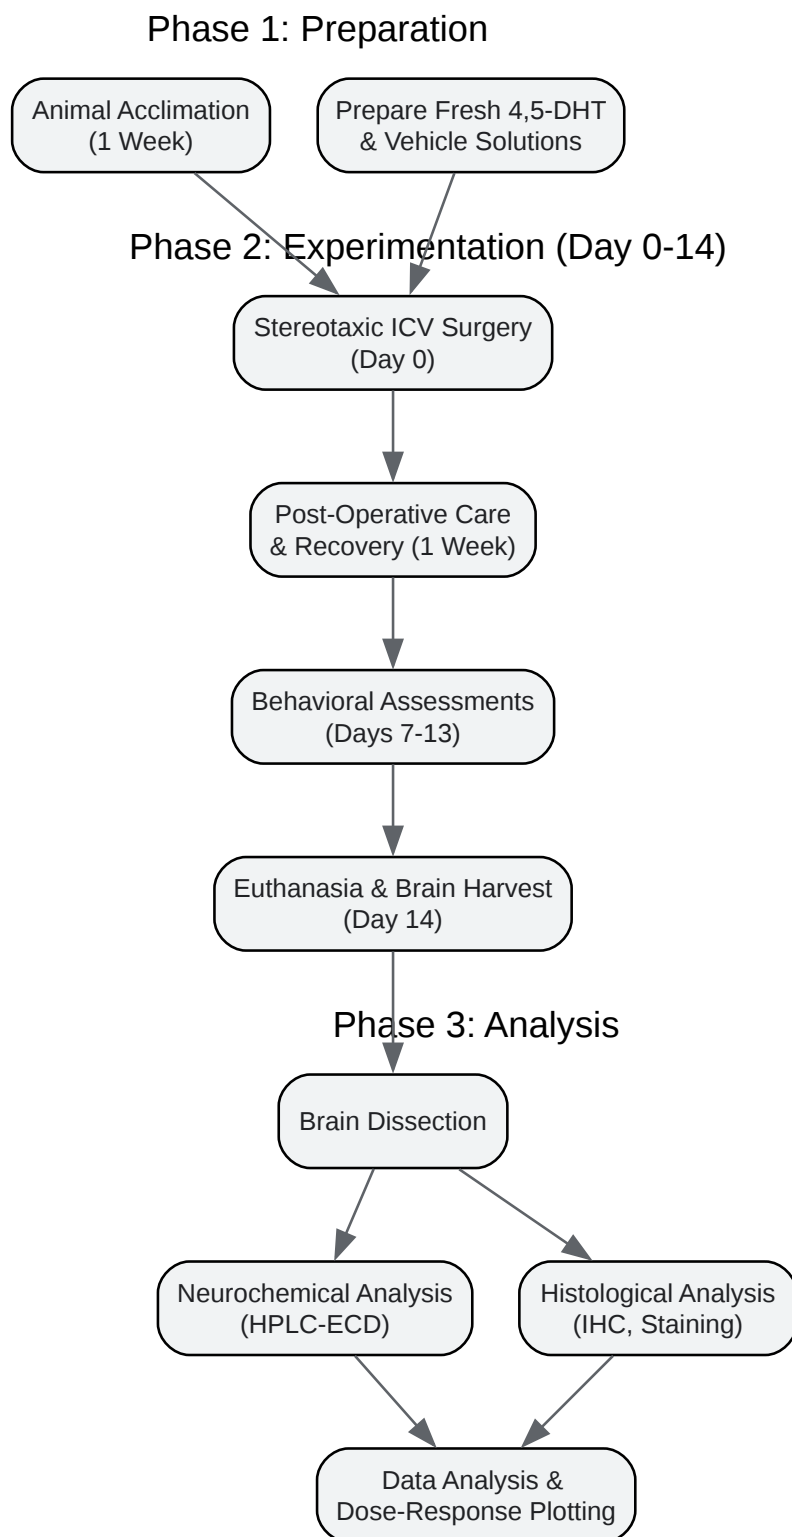 Phase 1: Preparation
Animal Acclimation
(1 Week)
Prepare Fresh 4,5-DHT
& Vehicle Solutions
Phase 2: Experimentation (Day 0-14)
Stereotaxic ICV Surgery
(Day 0)
Post-Operative Care
& Recovery (1 Week)
Behavioral Assessments
(Days 7-13)
Euthanasia & Brain Harvest
(Day 14)
Phase 3: Analysis
Brain Dissection
Neurochemical Analysis
(HPLC-ECD)
Histological Analysis
(IHC, Staining)
Data Analysis &
Dose-Response Plotting